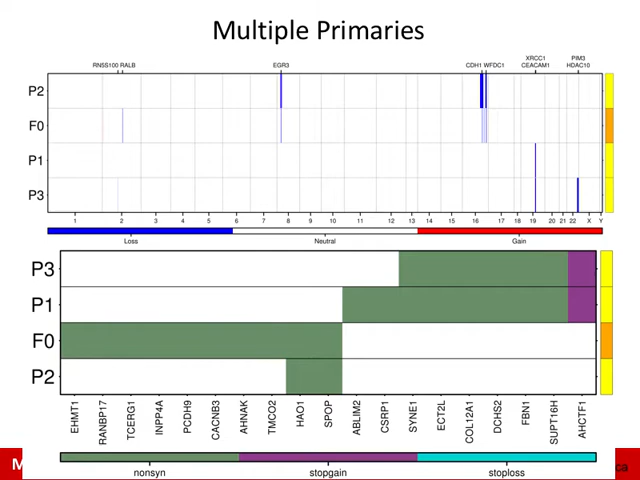 Multiple Primaries
RNSS100 RALB EGR3 CDH1 WFDC1 XRCC1 PIM3
CEACAM1 HDAC10
P2
F0
P1
P3
1 2 3 4 5 6 7 8 9 10 11 12 13 14 15 16 17 18 19 20 21 22 X Y
Loss Neutral Gain
P3
P1
F0
P2
EHMT1 RANBP17 TCERG1 INPP4A PCDH9 CACNB3 AHNAK TMCO2 HAO1 SPOP ABLIM2 CSRP1 SYNE1 ECT2L COL12A1 DCHS2 FBN1 SUPT16H AHCTF1
nonsyn stopgain stoploss
M ca